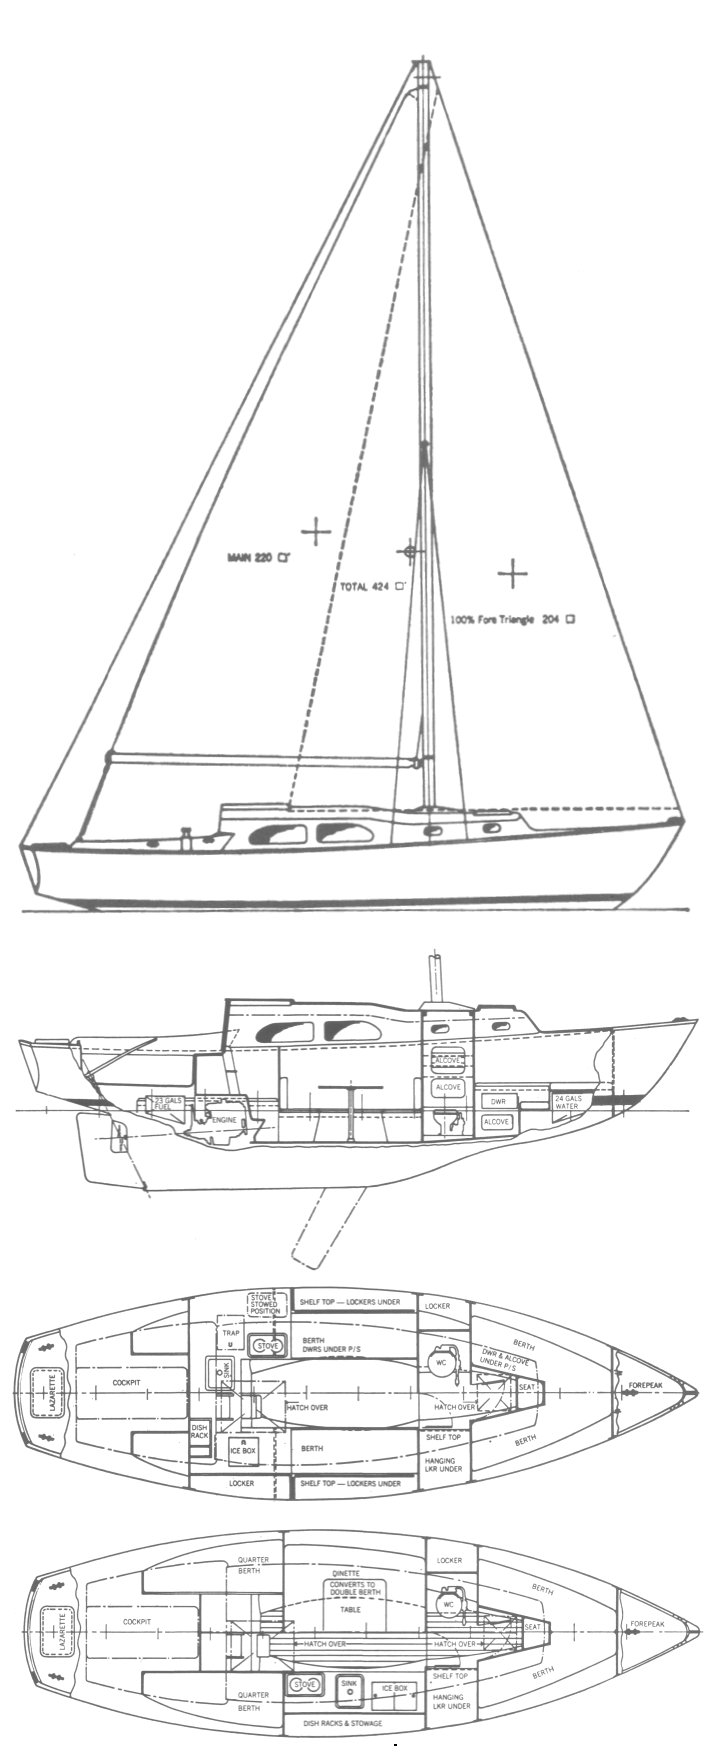 MAIN 220
TOTAL 424
100% Fore Triangle 204
ALCOVE
ALCOVE
DWR
ALCOVE
23 GALS
FUEL
ENGINE
24 GALS
WATER
STOVE
STOWED
POSITION
SHELF TOP — LOCKERS UNDER
LOCKER
TRAP
STOVE
BERTH
DWRS UNDER P/S
SINK
WC
BERTH
DWR & ALCOVE
UNDER P/S
SEAT
FOREPEAK
LAZARETTE
COCKPIT
HATCH OVER
HATCH OVER
DISH
RACK
ICE BOX
BERTH
SHELF TOP
HANGING
LKR UNDER
BERTH
LOCKER
SHELF TOP — LOCKERS UNDER
QUARTER
BERTH
DINETTE
CONVERTS TO
DOUBLE BERTH
TABLE
LOCKER
WC
BERTH
SEAT
FOREPEAK
LAZARETTE
COCKPIT
HATCH OVER
HATCH OVER
QUARTER
BERTH
STOVE
SINK
ICE BOX
SHELF TOP
HANGING
LKR UNDER
BERTH
DISH RACKS & STOWAGE